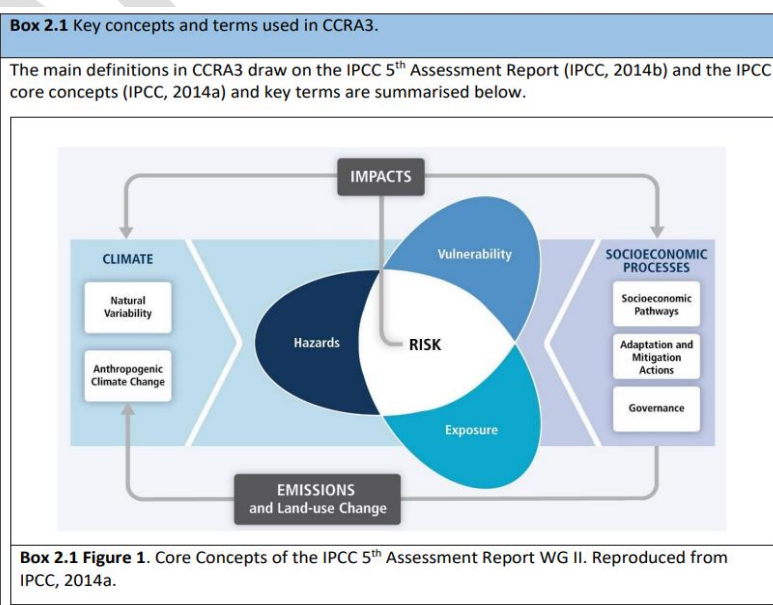 Box 2.1 Key concepts and terms used in CCRA3.
The main definitions in CCRA3 draw on the IPCC 5th Assessment Report (IPCC, 2014b) and the IPCC
core concepts (IPCC, 2014a) and key terms are summarised below.
IMPACTS
CLIMATE
Natural
Variability
Anthropogenic
Climate Change
Vulnerability
Hazards
RISK
Exposure
SOCIOECONOMIC
PROCESSES
Socioeconomic
Pathways
Adaptation and
Mitigation
Actions
Governance
EMISSIONS
and Land-use Change
Box 2.1 Figure 1. Core Concepts of the IPCC 5th Assessment Report WG II. Reproduced from
IPCC, 2014a.